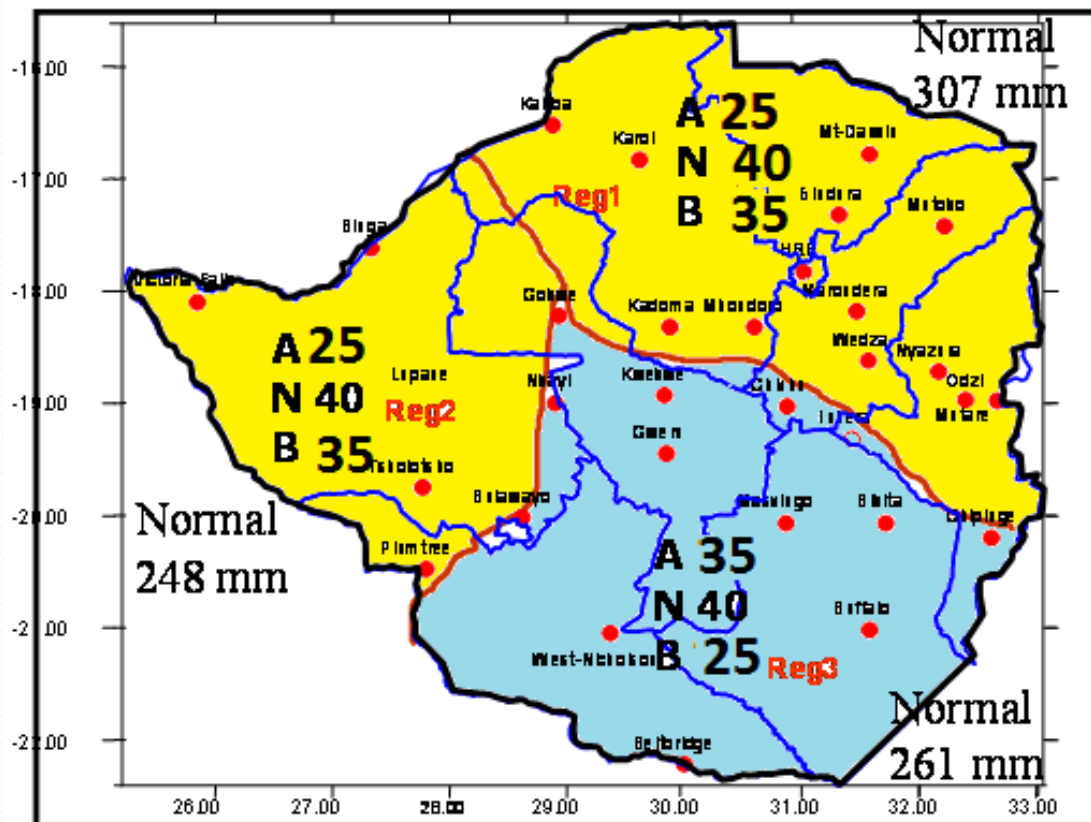 Normal
307 mm
-16.00
Kariba
A 25
Karoi
Mt-Darwin
N 40
-17.00
Reg1
B 35
Bindura
Mutoko
Binga
HRE
Victoria Falls
-18.00
Gokwe
Kadoma
Mhondoro
Marondera
Wedza
Nyazura
A 25
Lupane
Nkayi
Kwekwe
Odzi
N 40
Reg2
-19.00
Mutare
Gweru
B 35
Tsholotsho
Bulawayo
Masvingo
Bikita
Normal
-20.00
Chipinge
248 mm
Plumtree
A 35
N 40
Buffalo
-21.00
B 25
Reg3
Normal
-22.00
Beitbridge
261 mm
26.00 27.00 28.00 29.00 30.00 31.00 32.00 33.00